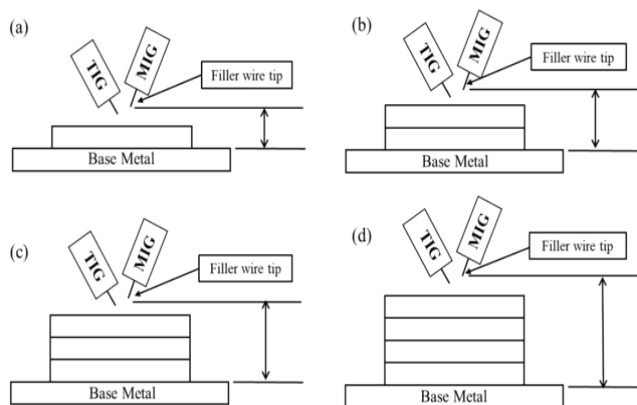 (a)
TIG
MIG
Filler wire tip
Base Metal
(b)
TIG
MIG
Filler wire tip
Base Metal
(c)
TIG
MIG
Filler wire tip
Base Metal
(d)
TIG
MIG
Filler wire tip
Base Metal